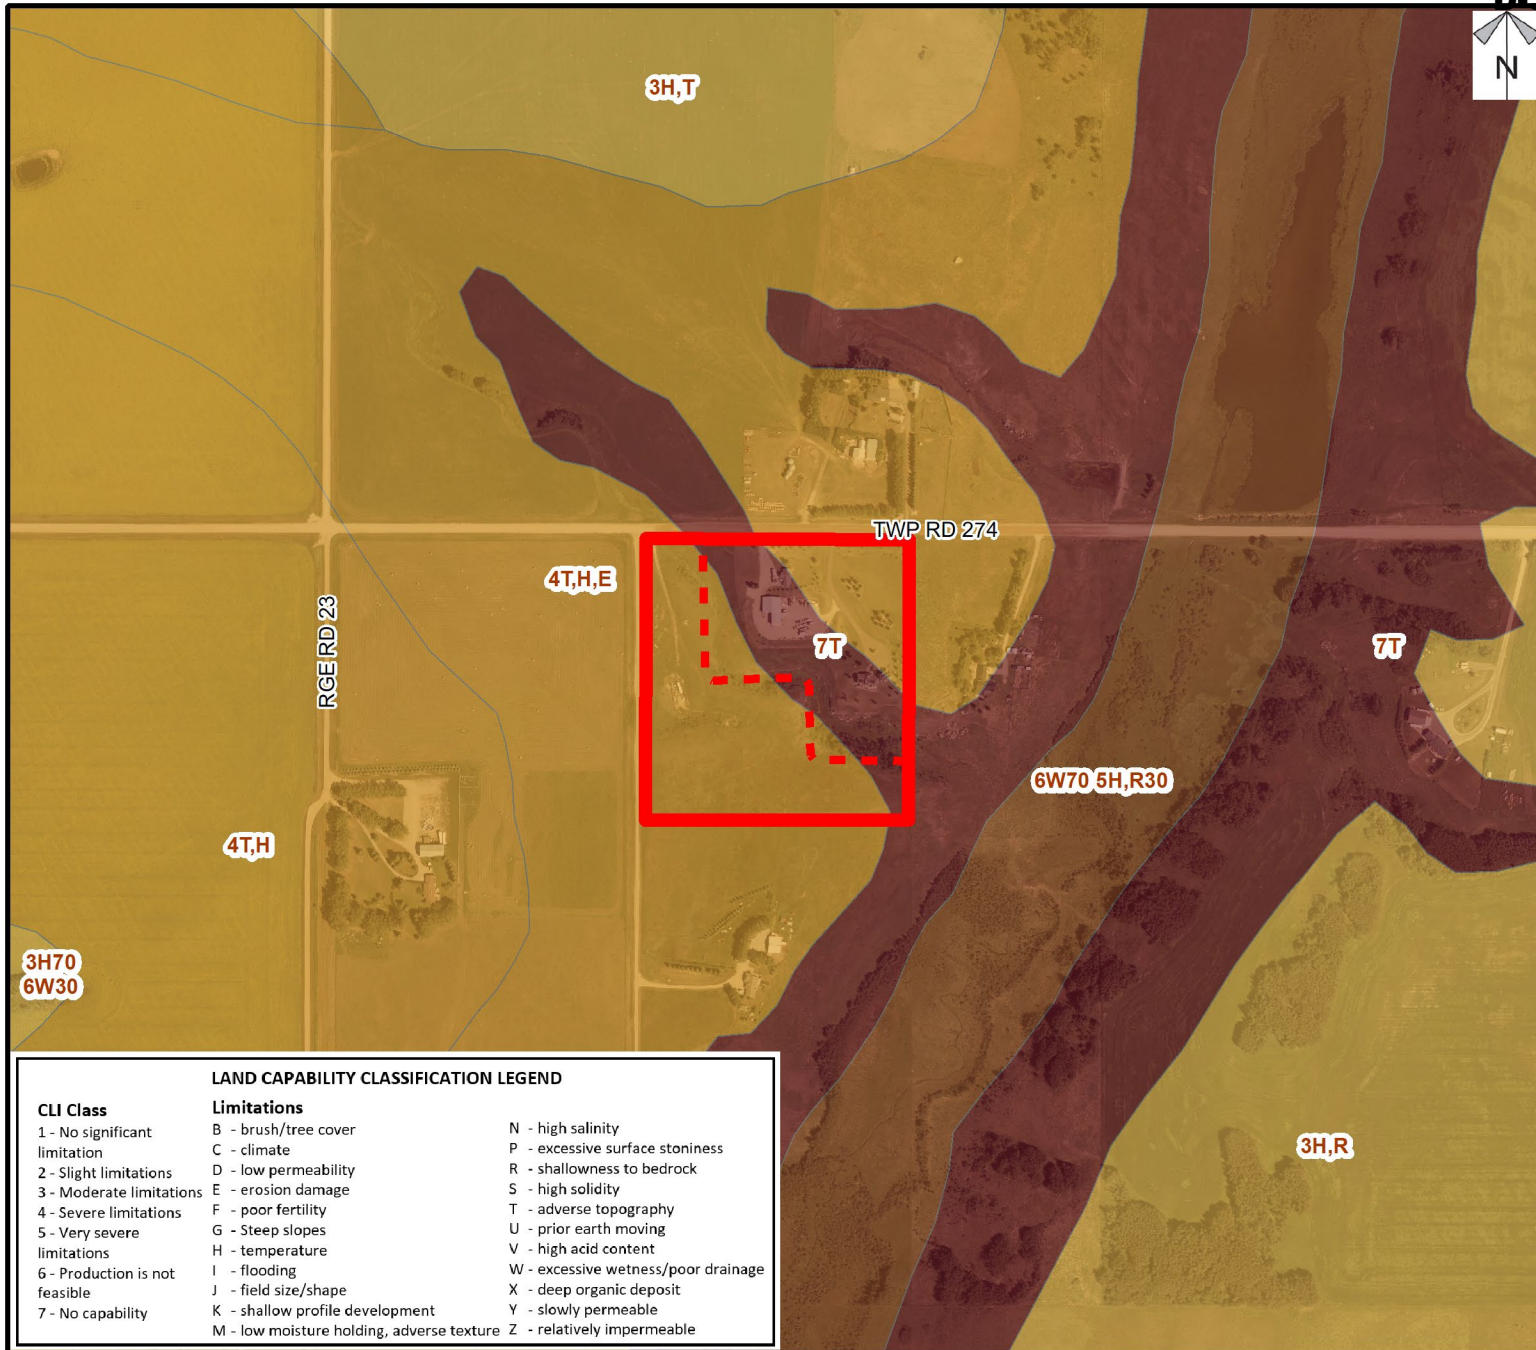 N
3H,T
TWP RD 274
4T,H,E
RGE RD 23
7T
7T
6W70 5H,R30
4T,H
3H70
6W30
3H,R
LAND CAPABILITY CLASSIFICATION LEGEND
CLI Class
1 - No significant
limitation
2 - Slight limitations
3 - Moderate limitations
4 - Severe limitations
5 - Very severe
limitations
6 - Production is not
feasible
7 - No capability
Limitations
B - brush/tree cover
C - climate
D - low permeability
E - erosion damage
F - poor fertility
G - Steep slopes
H - temperature
I - flooding
J - field size/shape
K - shallow profile development
M - low moisture holding, adverse texture
N - high salinity
P - excessive surface stoniness
R - shallowness to bedrock
S - high solidity
T - adverse topography
U - prior earth moving
V - high acid content
W - excessive wetness/poor drainage
X - deep organic deposit
Y - slowly permeable
Z - relatively impermeable